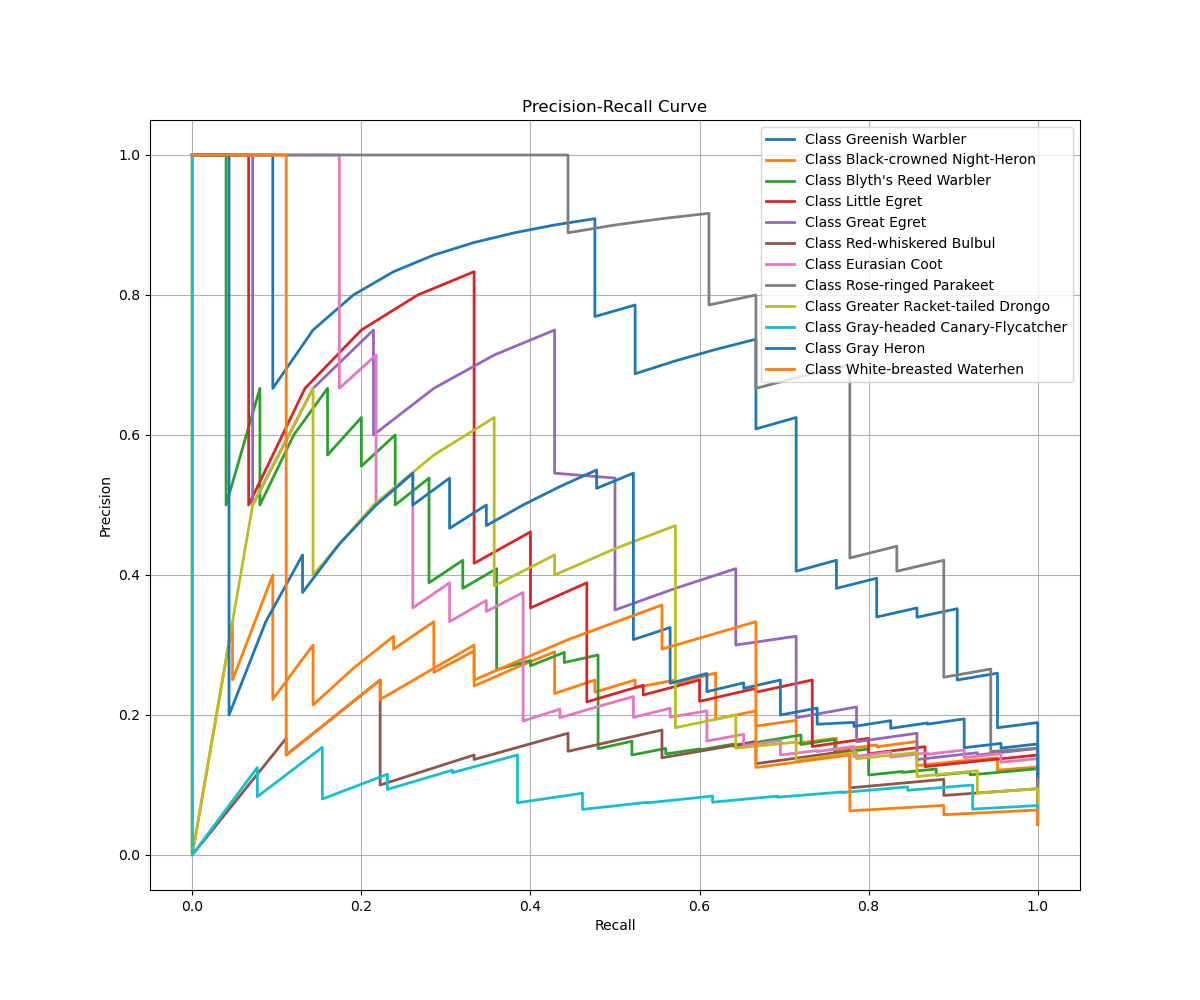 Precision-Recall Curve
Class Greenish Warbler
Class Black-crowned Night-Heron
Class Blyth's Reed Warbler
Class Little Egret
Class Great Egret
Class Red-whiskered Bulbul
Class Eurasian Coot
Class Rose-ringed Parakeet
Class Greater Racket-tailed Drongo
Class Gray-headed Canary-Flycatcher
Class Gray Heron
Class White-breasted Waterhen
Precision
1.0
0.8
0.6
0.4
0.2
0.0
0.0 0.2 0.4 0.6 0.8 1.0
Recall